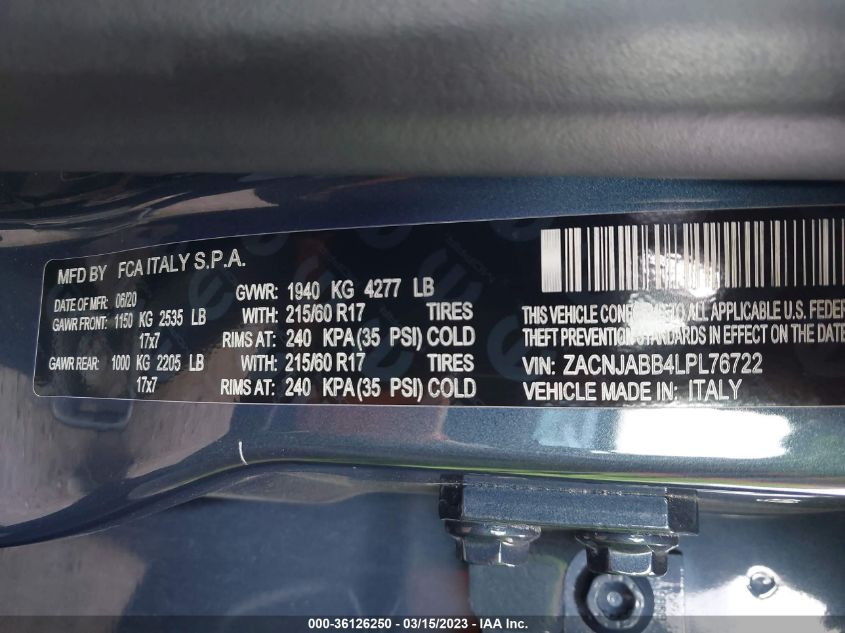 MFD BY FCA ITALY S.P.A.
DATE OF MFR: 06/20 GVWR: 1940 KG 4277 LB
GAWR FRONT: 1150 KG 2535 LB WITH: 215/60 R17 TIRES
17x7 RIMS AT: 240 KPA (35 PSI) COLD
GAWR REAR: 1000 KG 2205 LB WITH: 215/60 R17 TIRES
17x7 RIMS AT: 240 KPA (35 PSI) COLD
THIS VEHICLE CONFORMS TO ALL APPLICABLE U.S. FEDER
THEFT PREVENTION STANDARDS IN EFFECT ON THE DA
VIN: ZACNJABB4LPL76722
VEHICLE MADE IN: ITALY
000-36126250 - 03/15/2023 - © IAA Inc.